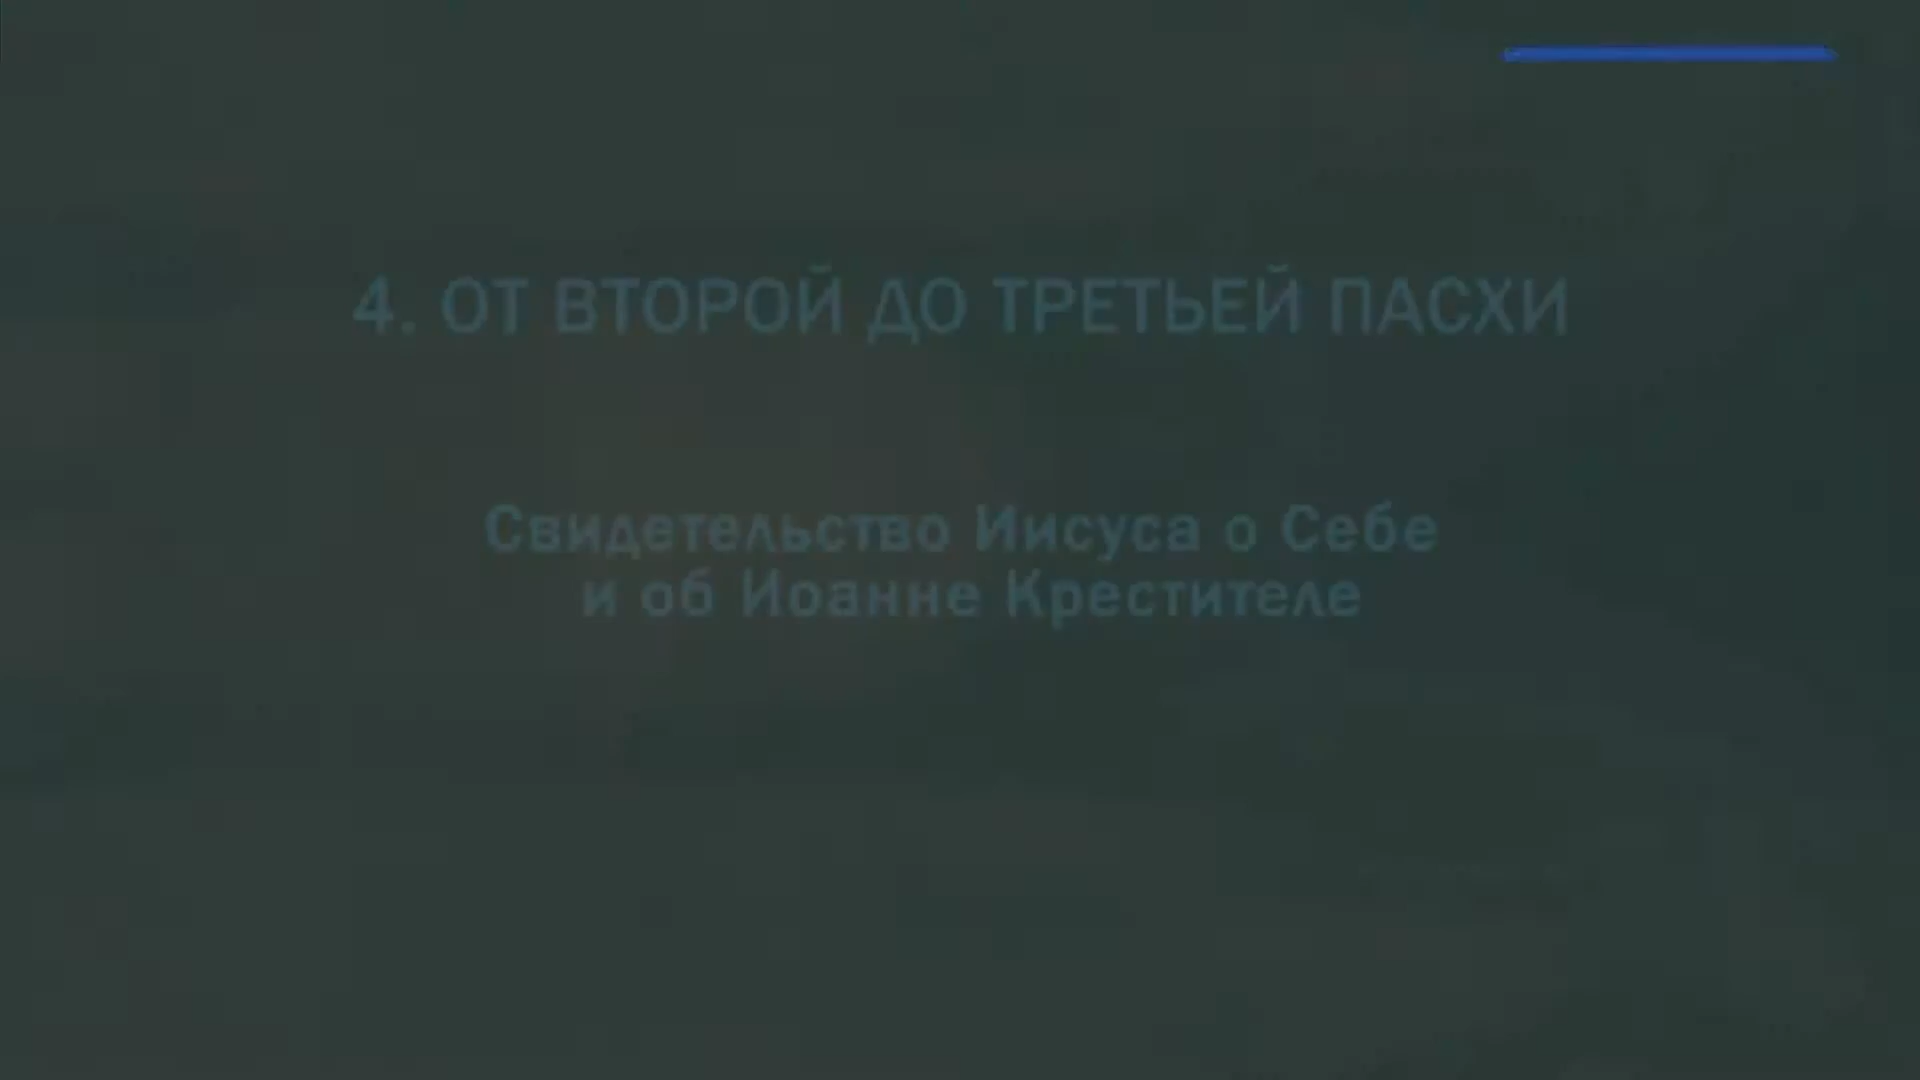 4. ОТ ВТОРОЙ ДО ТРЕТЬЕЙ ПАСХИ
Свидетельство Иисуса о Себе
и об Иоанне Крестителе